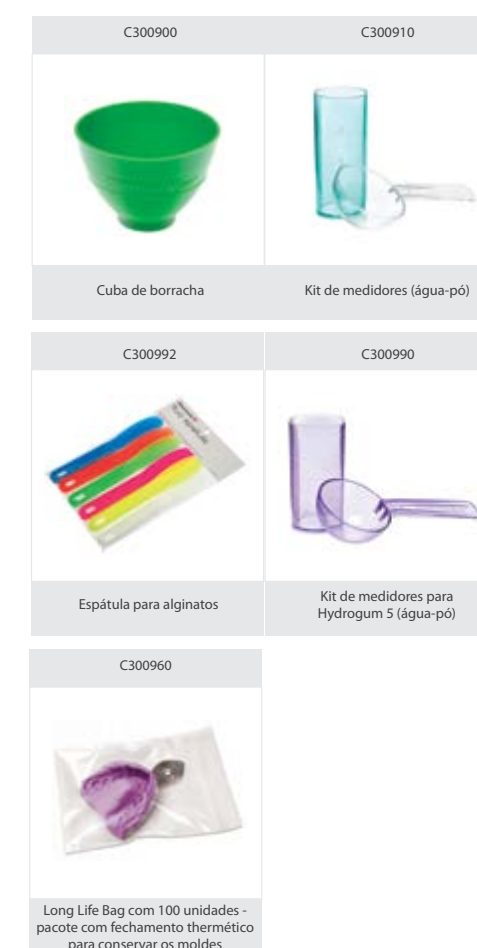 C300900
C300910
Cuba de borracha
Kit de medidores (água-pó)
C300992
C300990
Espátula para alginatos
Kit de medidores para
Hydrogum 5 (água-pó)
C300960
Long Life Bag com 100 unidades -
pacote com fechamento thermético
para conservar os moldes